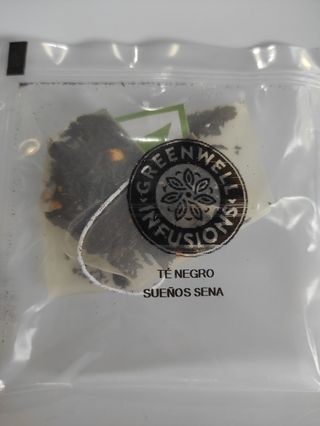 GREENWELL
INFUSIONS
TÉ NEGRO
SUEÑOS SENA